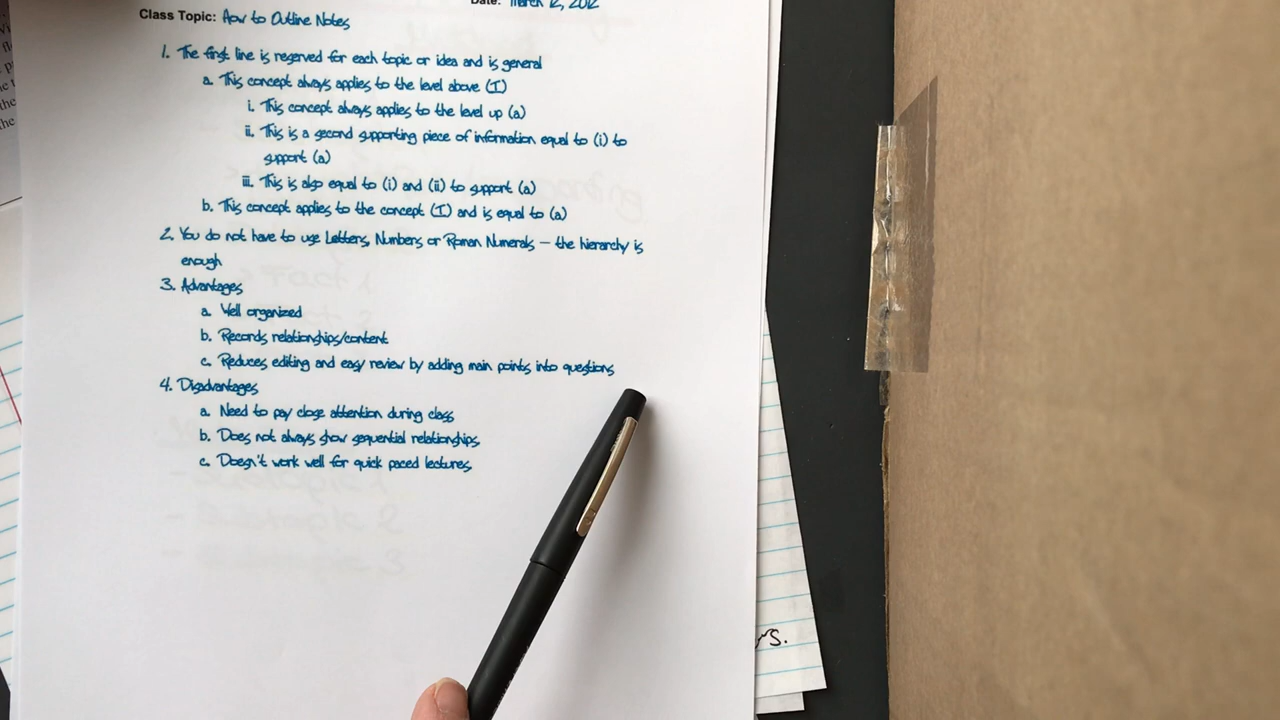 Date: March 12, 2012
Class Topic: How to Outline Notes
1. The first line is reserved for each topic or idea and is general
a. This concept always applies to the level above (I)
i. This concept always applies to the level up (a)
ii. This is a second supporting piece of information equal to (i) to
support (a)
iii. This is also equal to (i) and (ii) to support (a)
b. This concept applies to the concept (I) and is equal to (a)
2. You do not have to use Letters, Numbers or Roman Numerals – the hierarchy is
enough
3. Advantages
a. Well organized
b. Records relationships/content
c. Reduces editing and easy review by adding main points into questions
4. Disadvantages
a. Need to pay close attention during class
b. Does not always show sequential relationships
c. Doesn't work well for quick paced lectures